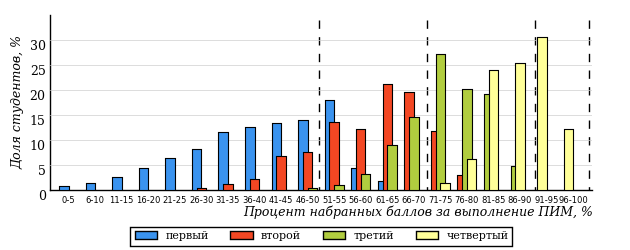 Доля студентов, %
30
25
20
15
10
5
0
0-5 6-10 11-15 16-20 21-25 26-30 31-35 36-40 41-45 46-50 51-55 56-60 61-65 66-70 71-75 76-80 81-85 86-90 91-95 96-100
Процент набранных баллов за выполнение ПИМ, %
первый второй третий четвертый